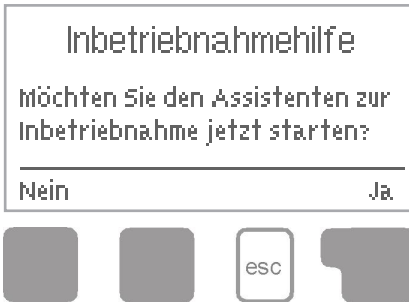 Inbetriebnahmehilfe
Möchten Sie den Assistenten zur
Inbetriebnahme jetzt starten?
Nein Ja
esc